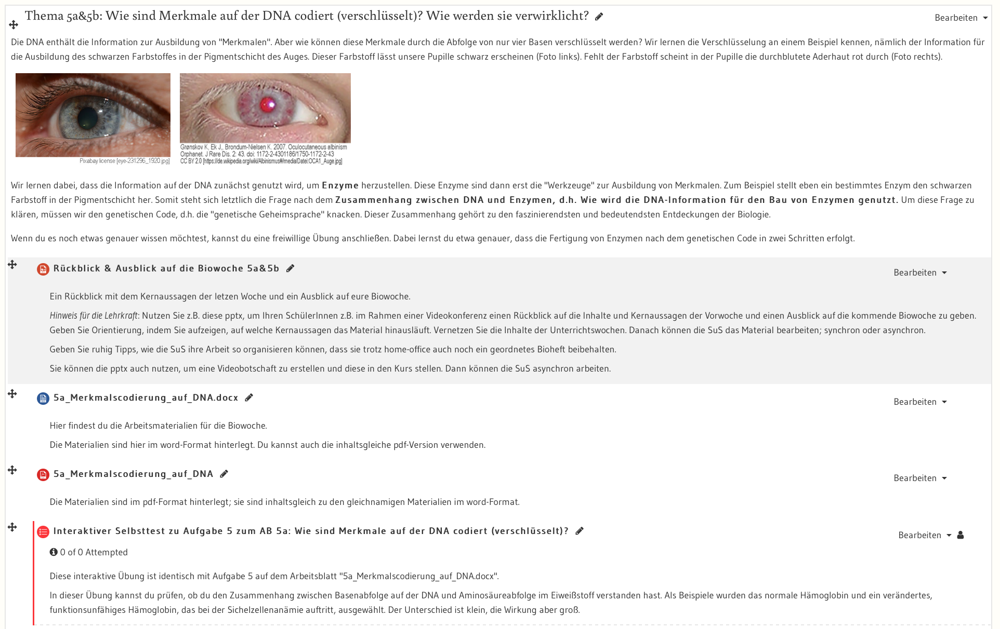 Thema 5a&5b: Wie sind Merkmale auf der DNA codiert (verschlüsselt)? Wie werden sie verwirklicht?
Bearbeiten
Die DNA enthält die Information zur Ausbildung von "Merkmalen". Aber wie können diese Merkmale durch die Abfolge von nur vier Basen verschlüsselt werden? Wir lernen die Verschlüsselung an einem Beispiel kennen, nämlich der Information für
die Ausbildung des schwarzen Farbstoffes in der Pigmentschicht des Auges. Dieser Farbstoff lässt unsere Pupille schwarz erscheinen (Foto links). Fehlt der Farbstoff scheint in der Pupille die durchblutete Aderhaut rot durch (Foto rechts).
Pixabay license [eye-231296_1920.jpg]
Grønskov K, Ek J,, Brondum-Nielsen K. 2007. Oculocutaneous albinism
Orphanet. J Rare Dis. 2: 43. doi: 1172-2-4301186/1750-1172-2-43
CC BY 2.0 [https://de.wikipedia.org/wiki/Albinismus#/media/Datei:OCA1_Auge.jpg]
Wir lernen dabei, dass die Information auf der DNA zunächst genutzt wird, um Enzyme herzustellen. Diese Enzyme sind dann erst die "Werkzeuge" zur Ausbildung von Merkmalen. Zum Beispiel stellt eben ein bestimmtes Enzym den schwarzen
Farbstoff in der Pigmentschicht her. Somit steht sich letztlich die Frage nach dem Zusammenhang zwischen DNA und Enzymen, d.h. Wie wird die DNA-Information für den Bau von Enzymen genutzt. Um diese Frage zu
klären, müssen wir den genetischen Code, d.h. die "genetische Geheimsprache" knacken. Dieser Zusammenhang gehört zu den faszinierendsten und bedeutendsten Entdeckungen der Biologie.
Wenn du es noch etwas genauer wissen möchtest, kannst du eine freiwillige Übung anschließen. Dabei lernst du etwa genauer, dass die Fertigung von Enzymen nach dem genetischen Code in zwei Schritten erfolgt.
Rückblick & Ausblick auf die Biowoche 5a&5b
Bearbeiten
Ein Rückblick mit dem Kernaussagen der letzen Woche und ein Ausblick auf eure Biowoche.
Hinweis für die Lehrkraft: Nutzen Sie z.B. diese pptx, um Ihren SchülerInnen z.B. im Rahmen einer Videokonferenz einen Rückblick auf die Inhalte und Kernaussagen der Vorwoche und einen Ausblick auf die kommende Biowoche zu geben.
Geben Sie Orientierung, indem Sie aufzeigen, auf welche Kernaussagen das Material hinausläuft. Vernetzen Sie die Inhalte der Unterrichtswochen. Danach können die SuS das Material bearbeiten; synchron oder asynchron.
Geben Sie ruhig Tipps, wie die SuS ihre Arbeit so organisieren können, dass sie trotz home-office auch noch ein geordnetes Bioheft beibehalten.
Sie können die pptx auch nutzen, um eine Videobotschaft zu erstellen und diese in den Kurs stellen. Dann können die SuS asynchron arbeiten.
5a_Merkmalscodierung_auf_DNA.docx
Bearbeiten
Hier findest du die Arbeitsmaterialien für die Biowoche.
Die Materialien sind hier im word-Format hinterlegt. Du kannst auch die inhaltsgleiche pdf-Version verwenden.
5a_Merkmalscodierung_auf_DNA
Bearbeiten
Die Materialien sind im pdf-Format hinterlegt; sie sind inhaltsgleich zu den gleichnamigen Materialien im word-Format.
Interaktiver Selbsttest zu Aufgabe 5 zum AB 5a: Wie sind Merkmale auf der DNA codiert (verschlüsselt)?
Bearbeiten
0 of 0 Attempted
Diese interaktive Übung ist identisch mit Aufgabe 5 auf dem Arbeitsblatt "5a_Merkmalscodierung_auf_DNA.docx".
In dieser Übung kannst du prüfen, ob du den Zusammenhang zwischen Basenabfolge auf der DNA und Aminosäureabfolge im Eiweißstoff verstanden hast. Als Beispiele wurden das normale Hämoglobin und ein verändertes,
funktionsunfähiges Hämoglobin, das bei der Sichelzellenanämie auftritt, ausgewählt. Der Unterschied ist klein, die Wirkung aber groß.